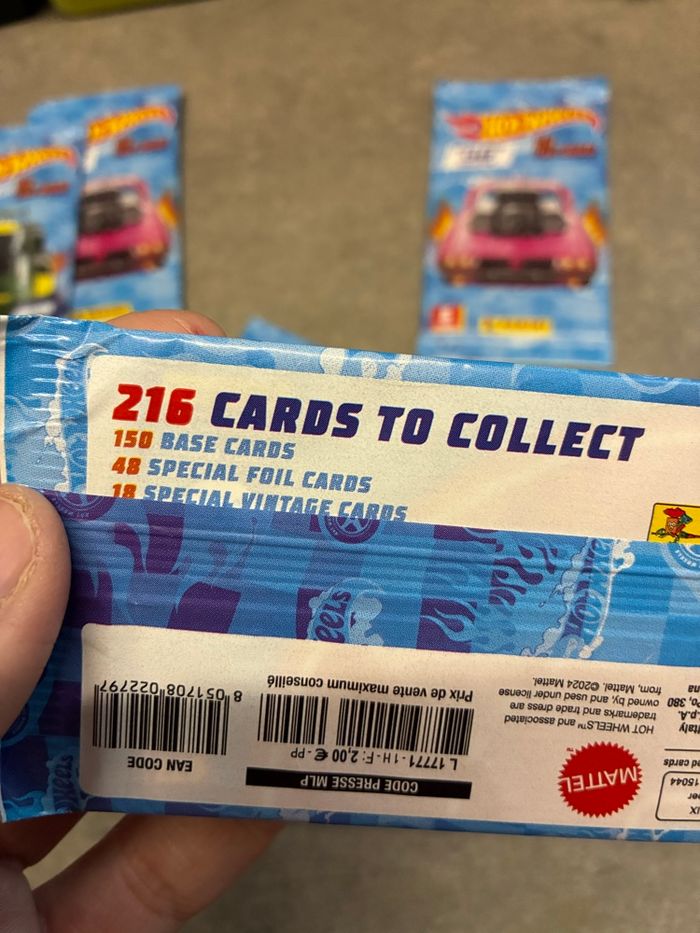 HOT WHEELS
216 CARDS TO COLLECT
150 BASE CARDS
48 SPECIAL FOIL CARDS
18 SPECIAL VINTAGE CARDS
CODE PRESSE MLP
L 17771 - 1H - F: 2,00 € - PP
Prix de vente maximum conseillé
EAN CODE
8 051708 022797
MATTEL
HOT WHEELS™ and associated
trademarks and trade dress are
owned by, and used under license
from, Mattel. ©2024 Mattel.